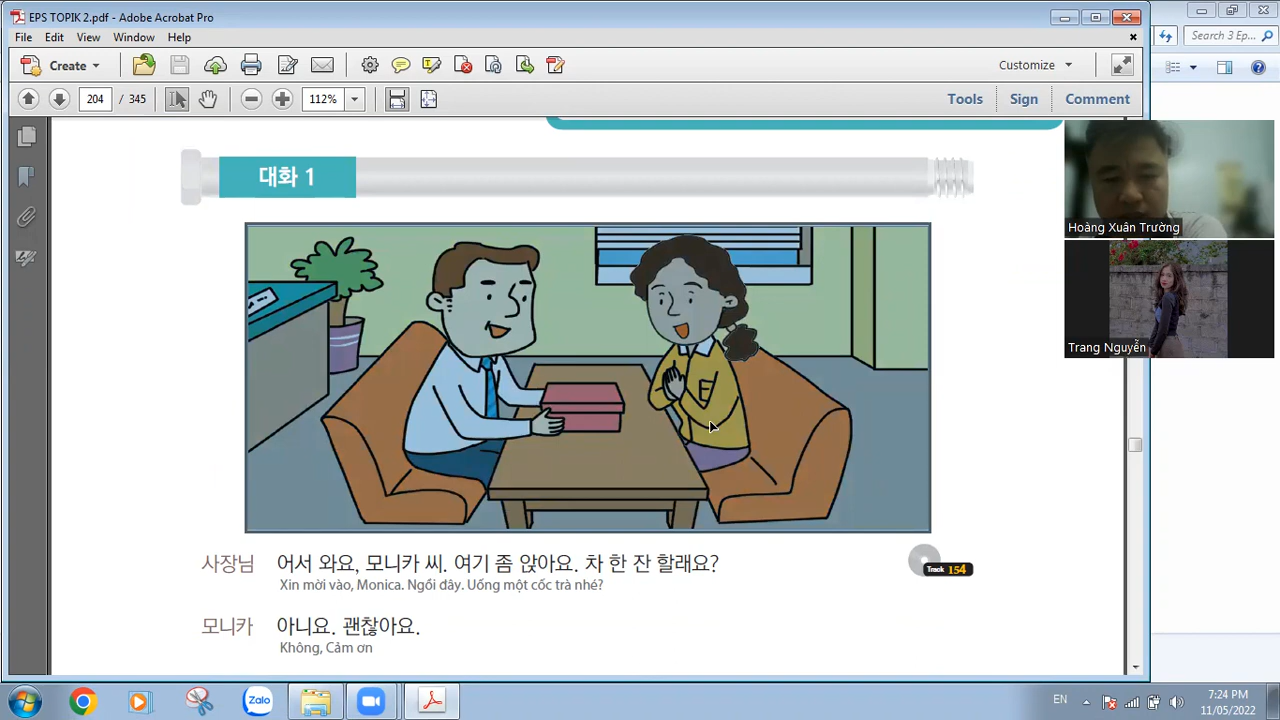 EPS TOPIK 2.pdf - Adobe Acrobat Pro
File Edit View Window Help
Search 3 Ep...
Create
Customize
204 / 345
112%
Tools Sign Comment
대화 1
Hoàng Xuân Trường
Trang Nguyễn
사장님 어서 와요, 모니카 씨. 여기 좀 앉아요. 차 한 잔 할래요?
Xin mời vào, Monica. Ngồi đây. Uống một cốc trà nhé?
Track 154
모니카 아니요. 괜찮아요.
Không, Cảm ơn
Zalo
EN
7:24 PM
11/05/2022